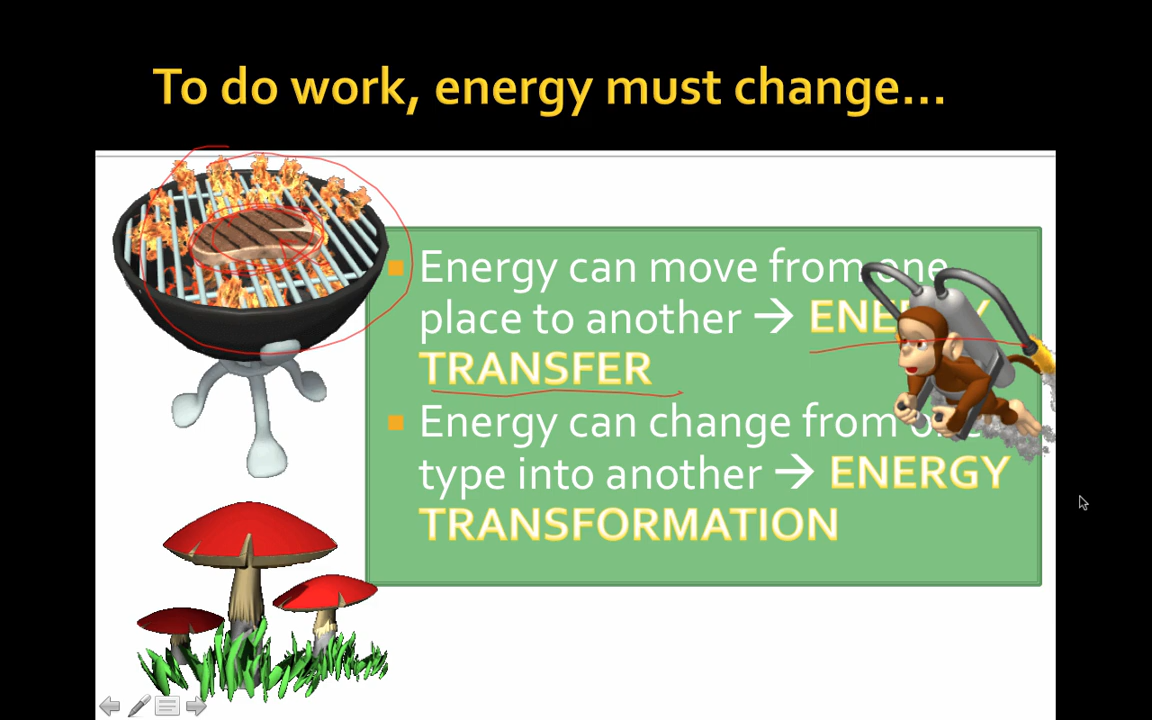 To do work, energy must change...
Energy can move from one
place to another → ENERGY
TRANSFER
Energy can change from one
type into another → ENERGY
TRANSFORMATION